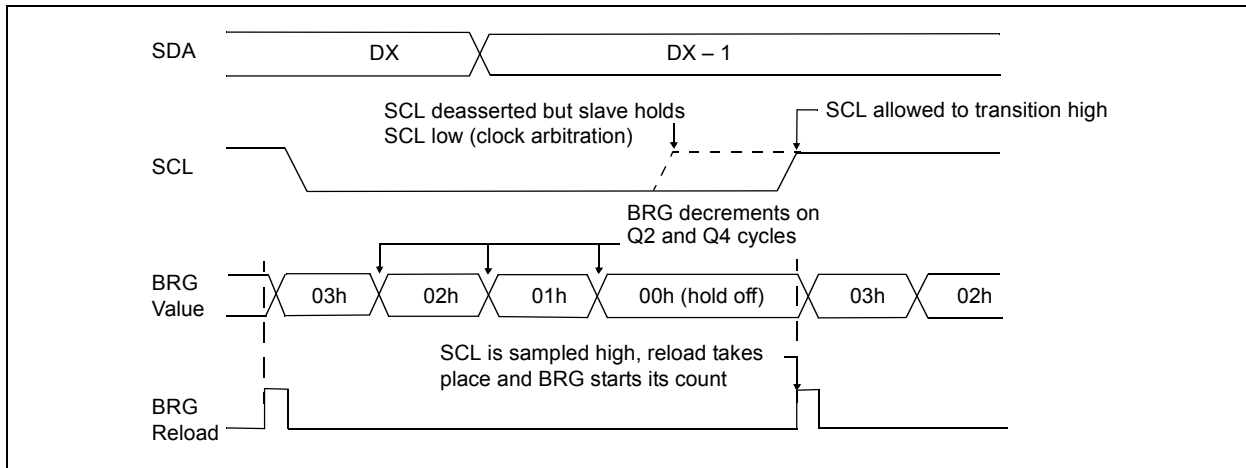 SDA
DX
DX – 1
SCL deasserted but slave holds
SCL low (clock arbitration)
SCL allowed to transition high
SCL
BRG decrements on
Q2 and Q4 cycles
BRG
Value
03h
02h
01h
00h (hold off)
03h
02h
SCL is sampled high, reload takes
place and BRG starts its count
BRG
Reload